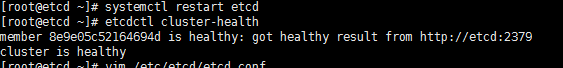 [root@etcd ~]# systemctl restart etcd
[root@etcd ~]# etcdctl cluster-health
member 8e9e05c52164694d is healthy: got healthy result from http://etcd:2379
cluster is healthy
[root@etcd ~]# vim /etc/etcd/etcd.conf